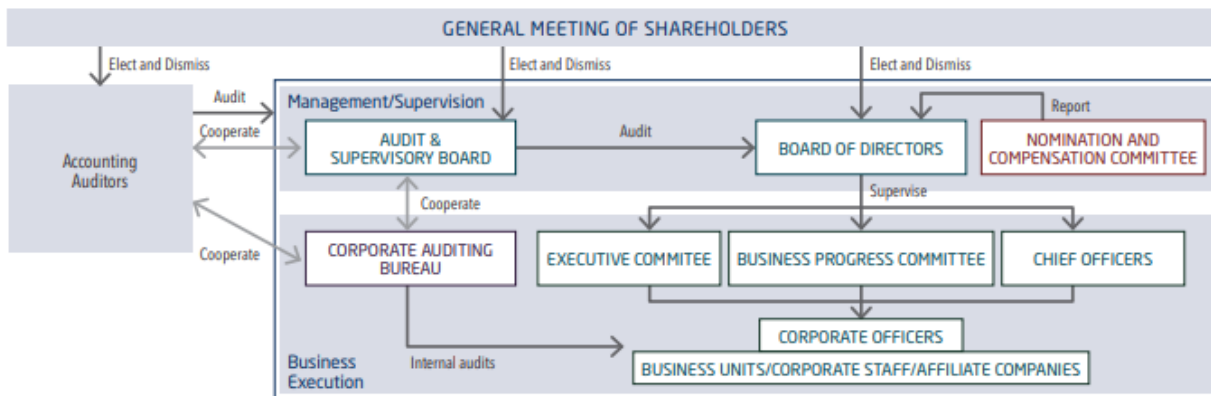 GENERAL MEETING OF SHAREHOLDERS
Elect and Dismiss
Elect and Dismiss
Elect and Dismiss
Accounting
Auditors
Audit
Cooperate
Cooperate
Management/Supervision
AUDIT &
SUPERVISORY BOARD
Audit
BOARD OF DIRECTORS
Report
NOMINATION AND
COMPENSATION COMMITTEE
Cooperate
Supervise
CORPORATE AUDITING
BUREAU
EXECUTIVE COMMITEE
BUSINESS PROGRESS COMMITTEE
CHIEF OFFICERS
Internal audits
CORPORATE OFFICERS
BUSINESS UNITS/CORPORATE STAFF/AFFILIATE COMPANIES
Business
Execution